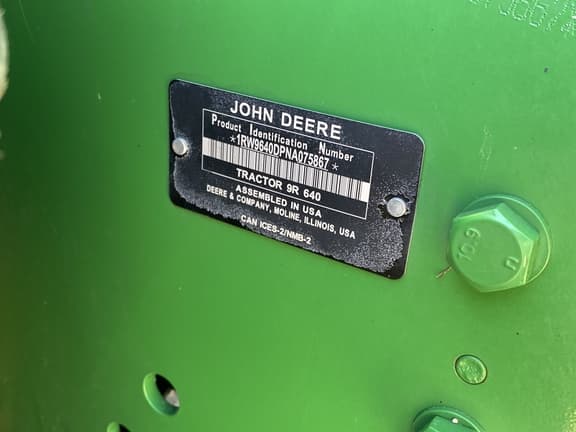 JOHN DEERE
Product Identification Number
*1RW9640DPNA075867*
TRACTOR 9R 640
ASSEMBLED IN USA
DEERE & COMPANY, MOLINE, ILLINOIS, USA
CAN ICES-2/NMB-2
10.9
n